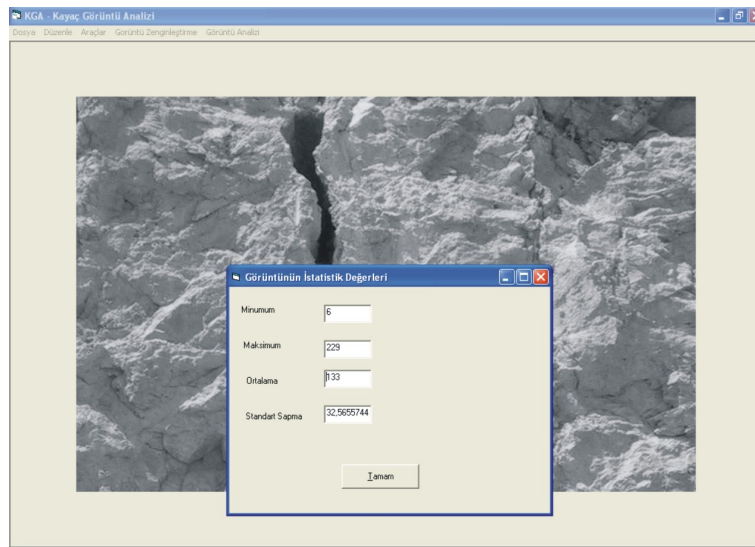 KGA - Kayaç Görüntü Analizi
Dosya Düzenle Araçlar Gorüntü Zenginleştirme Görüntü Analizi
Görüntünün İstatistik Değerleri
Minumum 6
Maksimum 229
Ortalama 133
Standart Sapma 32,5655744
Tamam